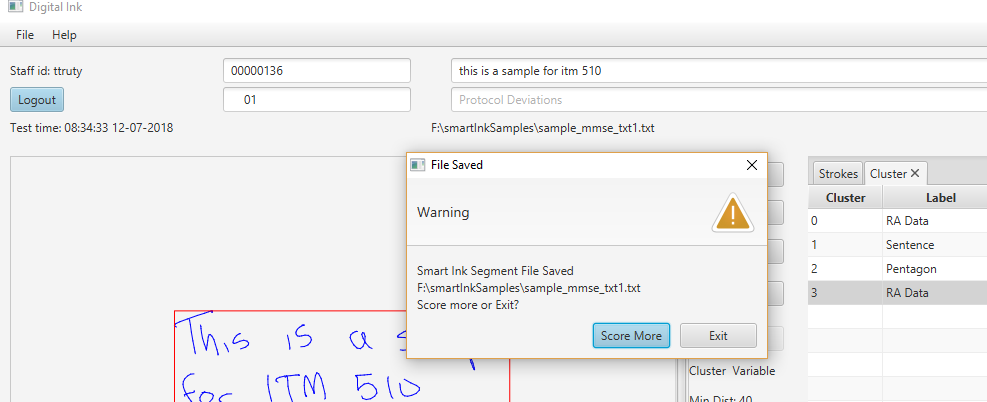 Digital Ink
File Help
Staff id: ttruty 00000136 this is a sample for itm 510
Logout 01 Protocol Deviations
Test time: 08:34:33 12-07-2018 F:\smartInkSamples\sample_mmse_txt1.txt
File Saved
Warning
Smart Ink Segment File Saved
F:\smartInkSamples\sample_mmse_txt1.txt
Score more or Exit?
Score More Exit
Strokes Cluster
Cluster Label
0 RA Data
1 Sentence
2 Pentagon
3 RA Data
This is a s
for ITM 510
Cluster Variable
Min Dist: 40